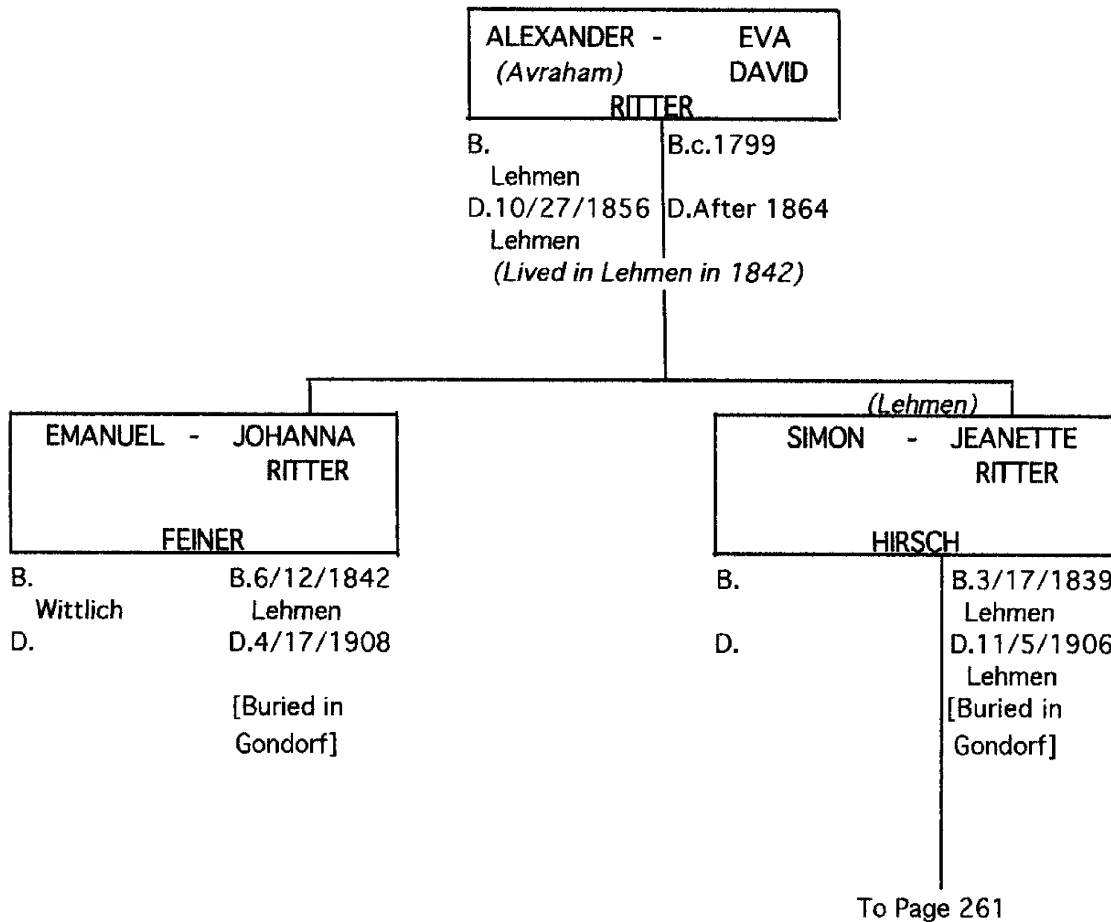 ALEXANDER - EVA
(Avraham) DAVID
RITTER
B. B.c.1799
Lehmen
D.10/27/1856 D.After 1864
Lehmen
(Lived in Lehmen in 1842)
EMANUEL - JOHANNA
RITTER
FEINER
B. B.6/12/1842
Wittlich Lehmen
D. D.4/17/1908
[Buried in
Gondorf]
(Lehmen)
SIMON - JEANETTE
RITTER
HIRSCH
B. B.3/17/1839
Lehmen
D. D.11/5/1906
Lehmen
[Buried in
Gondorf]
To Page 261